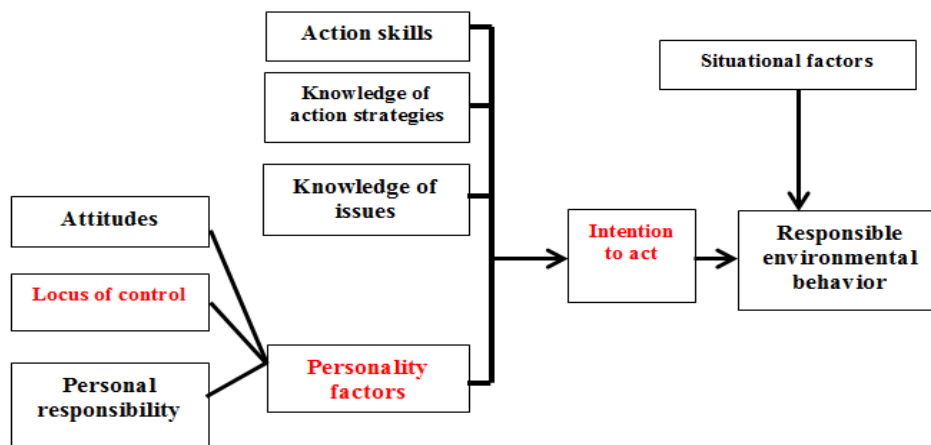 Action skills
Situational factors
Knowledge of
action strategies
Knowledge of
issues
Attitudes
Locus of control
Personal
responsibility
Personality
factors
Intention
to act
Responsible
environmental
behavior